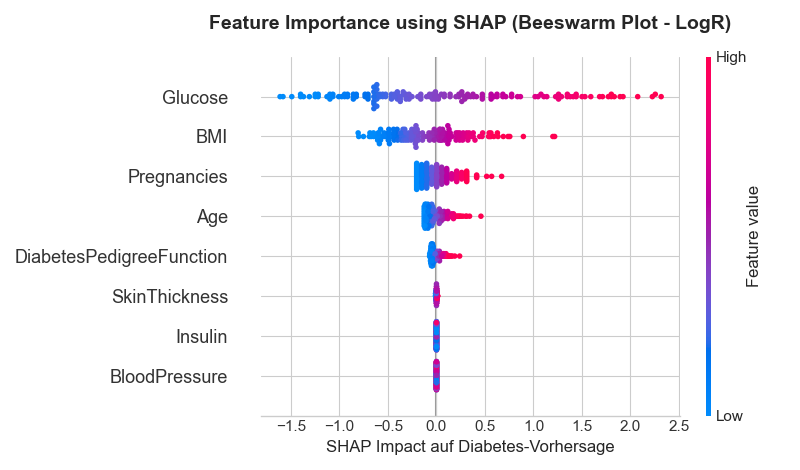 Feature Importance using SHAP (Beeswarm Plot - LogR)
High
Glucose
BMI
Pregnancies
Age
DiabetesPedigreeFunction
SkinThickness
Insulin
BloodPressure
Feature value
Low
−1.5 −1.0 −0.5 0.0 0.5 1.0 1.5 2.0 2.5
SHAP Impact auf Diabetes-Vorhersage